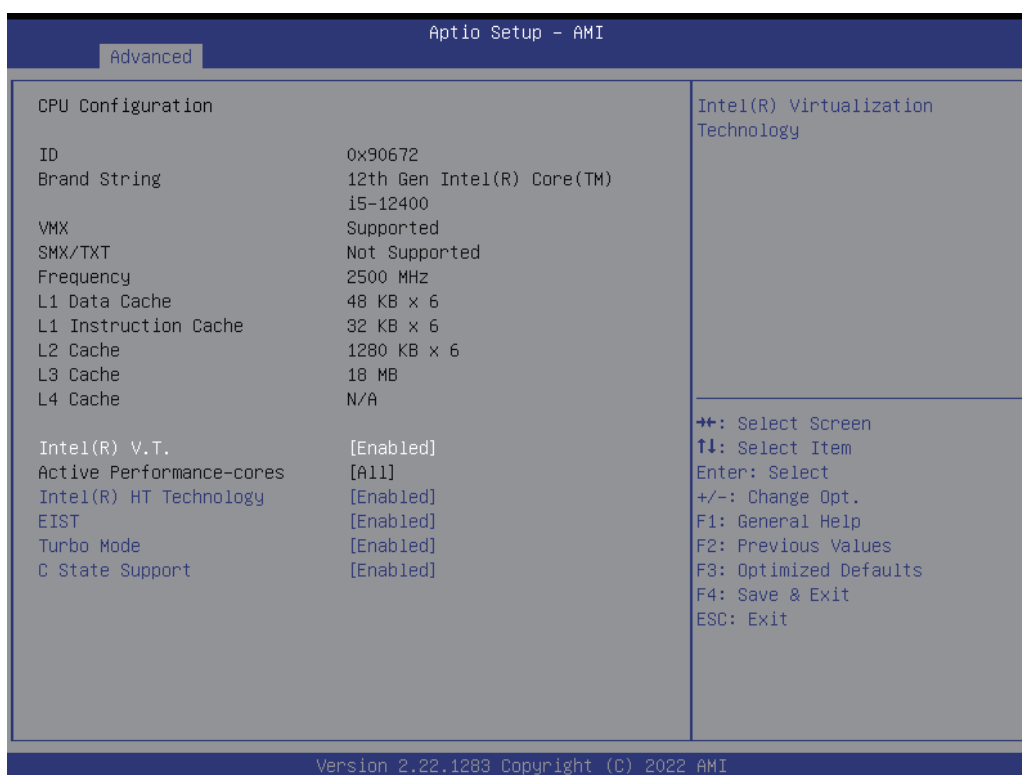 Aptio Setup - AMI
Advanced
CPU Configuration
ID 0x90672
Brand String 12th Gen Intel(R) Core(TM)
i5-12400
VMX Supported
SMX/TXT Not Supported
Frequency 2500 MHz
L1 Data Cache 48 KB x 6
L1 Instruction Cache 32 KB x 6
L2 Cache 1280 KB x 6
L3 Cache 18 MB
L4 Cache N/A
Intel(R) V.T. [Enabled]
Active Performance-cores [All]
Intel(R) HT Technology [Enabled]
EIST [Enabled]
Turbo Mode [Enabled]
C State Support [Enabled]
Intel(R) Virtualization
Technology
→←: Select Screen
↑↓: Select Item
Enter: Select
+/-: Change Opt.
F1: General Help
F2: Previous Values
F3: Optimized Defaults
F4: Save & Exit
ESC: Exit
Version 2.22.1283 Copyright (C) 2022 AMI